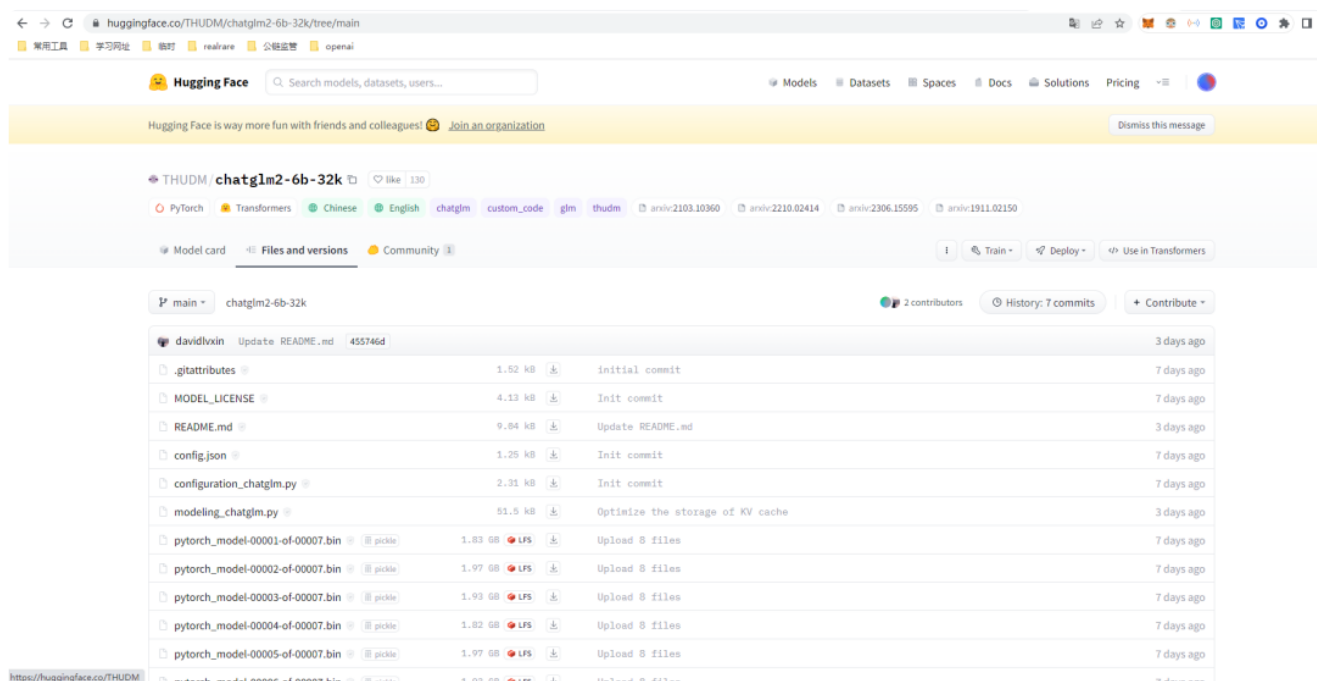 huggingface.co/THUDM/chatglm2-6b-32k/tree/main
常用工具 学习网址 临时 realrare 公链监管 openai
Hugging Face Search models, datasets, users... Models Datasets Spaces Docs Solutions Pricing
Hugging Face is way more fun with friends and colleagues! Join an organization Dismiss this message
THUDM/chatglm2-6b-32k like 130
PyTorch Transformers Chinese English chatglm custom_code glm thudm arxiv:2103.10360 arxiv:2210.02414 arxiv:2306.15595 arxiv:1911.02150
Model card Files and versions Community 1 Train Deploy </> Use in Transformers
main chatglm2-6b-32k 2 contributors History: 7 commits + Contribute
davidlvxin Update README.md 455746d 3 days ago
.gitattributes 1.52 kB initial commit 7 days ago
MODEL_LICENSE 4.13 kB Init commit 7 days ago
README.md 9.04 kB Update README.md 3 days ago
config.json 1.25 kB Init commit 7 days ago
configuration_chatglm.py 2.31 kB Init commit 7 days ago
modeling_chatglm.py 51.5 kB Optimize the storage of KV cache 3 days ago
pytorch_model-00001-of-00007.bin pickle 1.83 GB LFS Upload 8 files 7 days ago
pytorch_model-00002-of-00007.bin pickle 1.97 GB LFS Upload 8 files 7 days ago
pytorch_model-00003-of-00007.bin pickle 1.93 GB LFS Upload 8 files 7 days ago
pytorch_model-00004-of-00007.bin pickle 1.82 GB LFS Upload 8 files 7 days ago
pytorch_model-00005-of-00007.bin pickle 1.97 GB LFS Upload 8 files 7 days ago
https://huggingface.co/THUDM